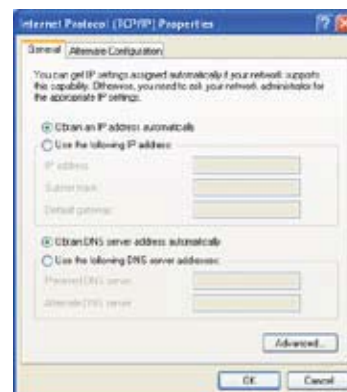 Internet Protocol (TCP/IP) Properties
General
Alternate Configuration
You can get IP settings assigned automatically if your network supports
this capability. Otherwise, you need to ask your network administrator for
the appropriate IP settings.
Obtain an IP address automatically
Use the following IP address:
IP address:
Subnet mask:
Default gateway:
Obtain DNS server address automatically
Use the following DNS server addresses:
Preferred DNS server:
Alternate DNS server:
Advanced...
OK
Cancel